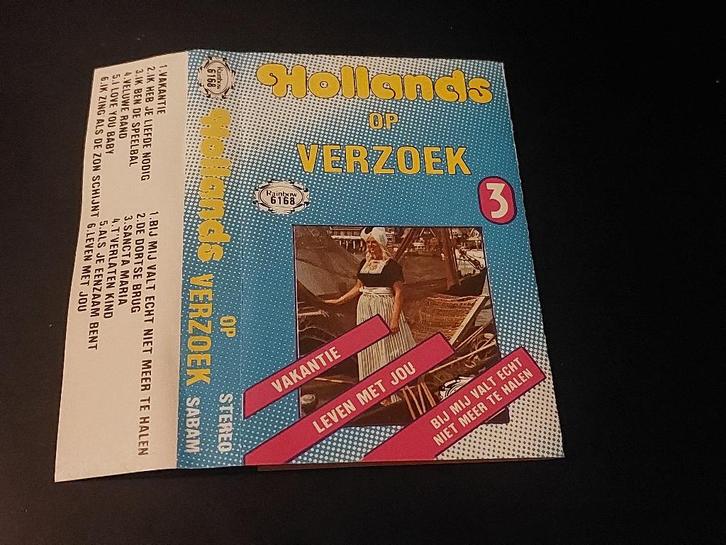 Hollands
OP
VERZOEK
3
Rainbow
6168
VAKANTIE
LEVEN MET JOU
BIJ MIJ VALT ECHT
NIET MEER TE HALEN
Rainbow
6168
Hollands OP VERZOEK
STEREO
SABAM
1.VAKANTIE
2.IK HEB JE LIEFDE NODIG
3.IK BEN DE SPEELBAL
4.VELUWE RAND
5.I LOVE YOU BABY
6.IK ZING ALS DE ZON SCHIJNT
1.BIJ MIJ VALT ECHT NIET MEER TE HALEN
2.DE DORTSE BRUG
3.SANCTA MARIA
4.T'VERLATEN KIND
5.ALS JE EENZAAM BENT
6.LEVEN MET JOU